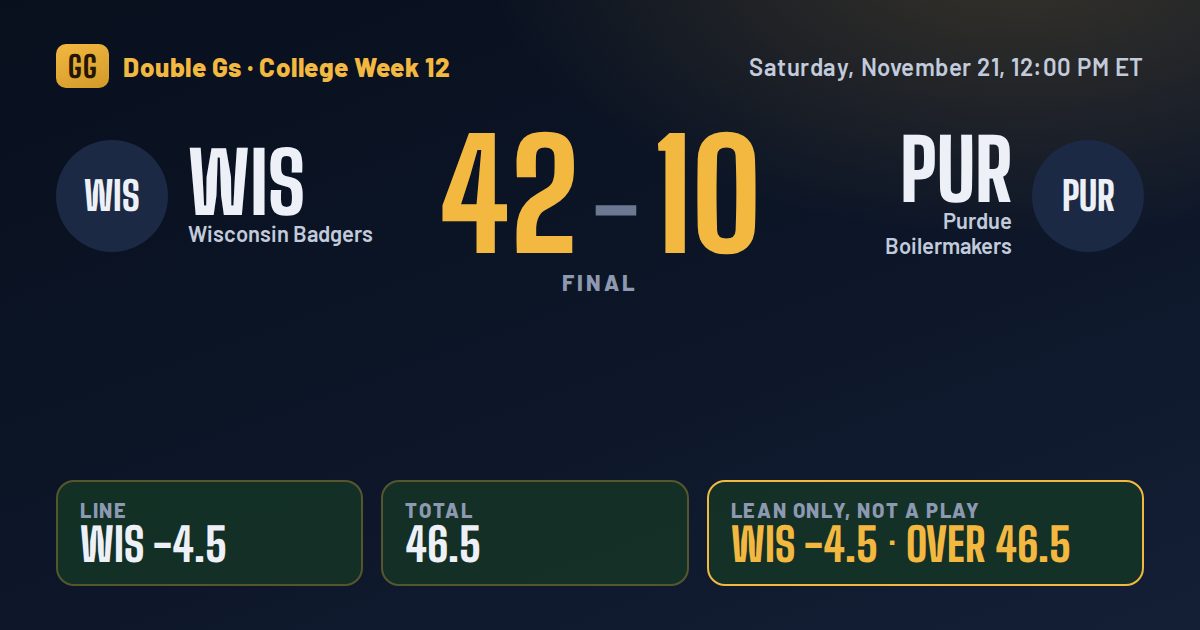 GG Double Gs · College Week 12
Saturday, November 21, 12:00 PM ET
WIS
WIS
Wisconsin Badgers
42 – 10
FINAL
PUR
Purdue
Boilermakers
PUR
LINE
WIS −4.5
TOTAL
46.5
LEAN ONLY, NOT A PLAY
WIS −4.5 · OVER 46.5